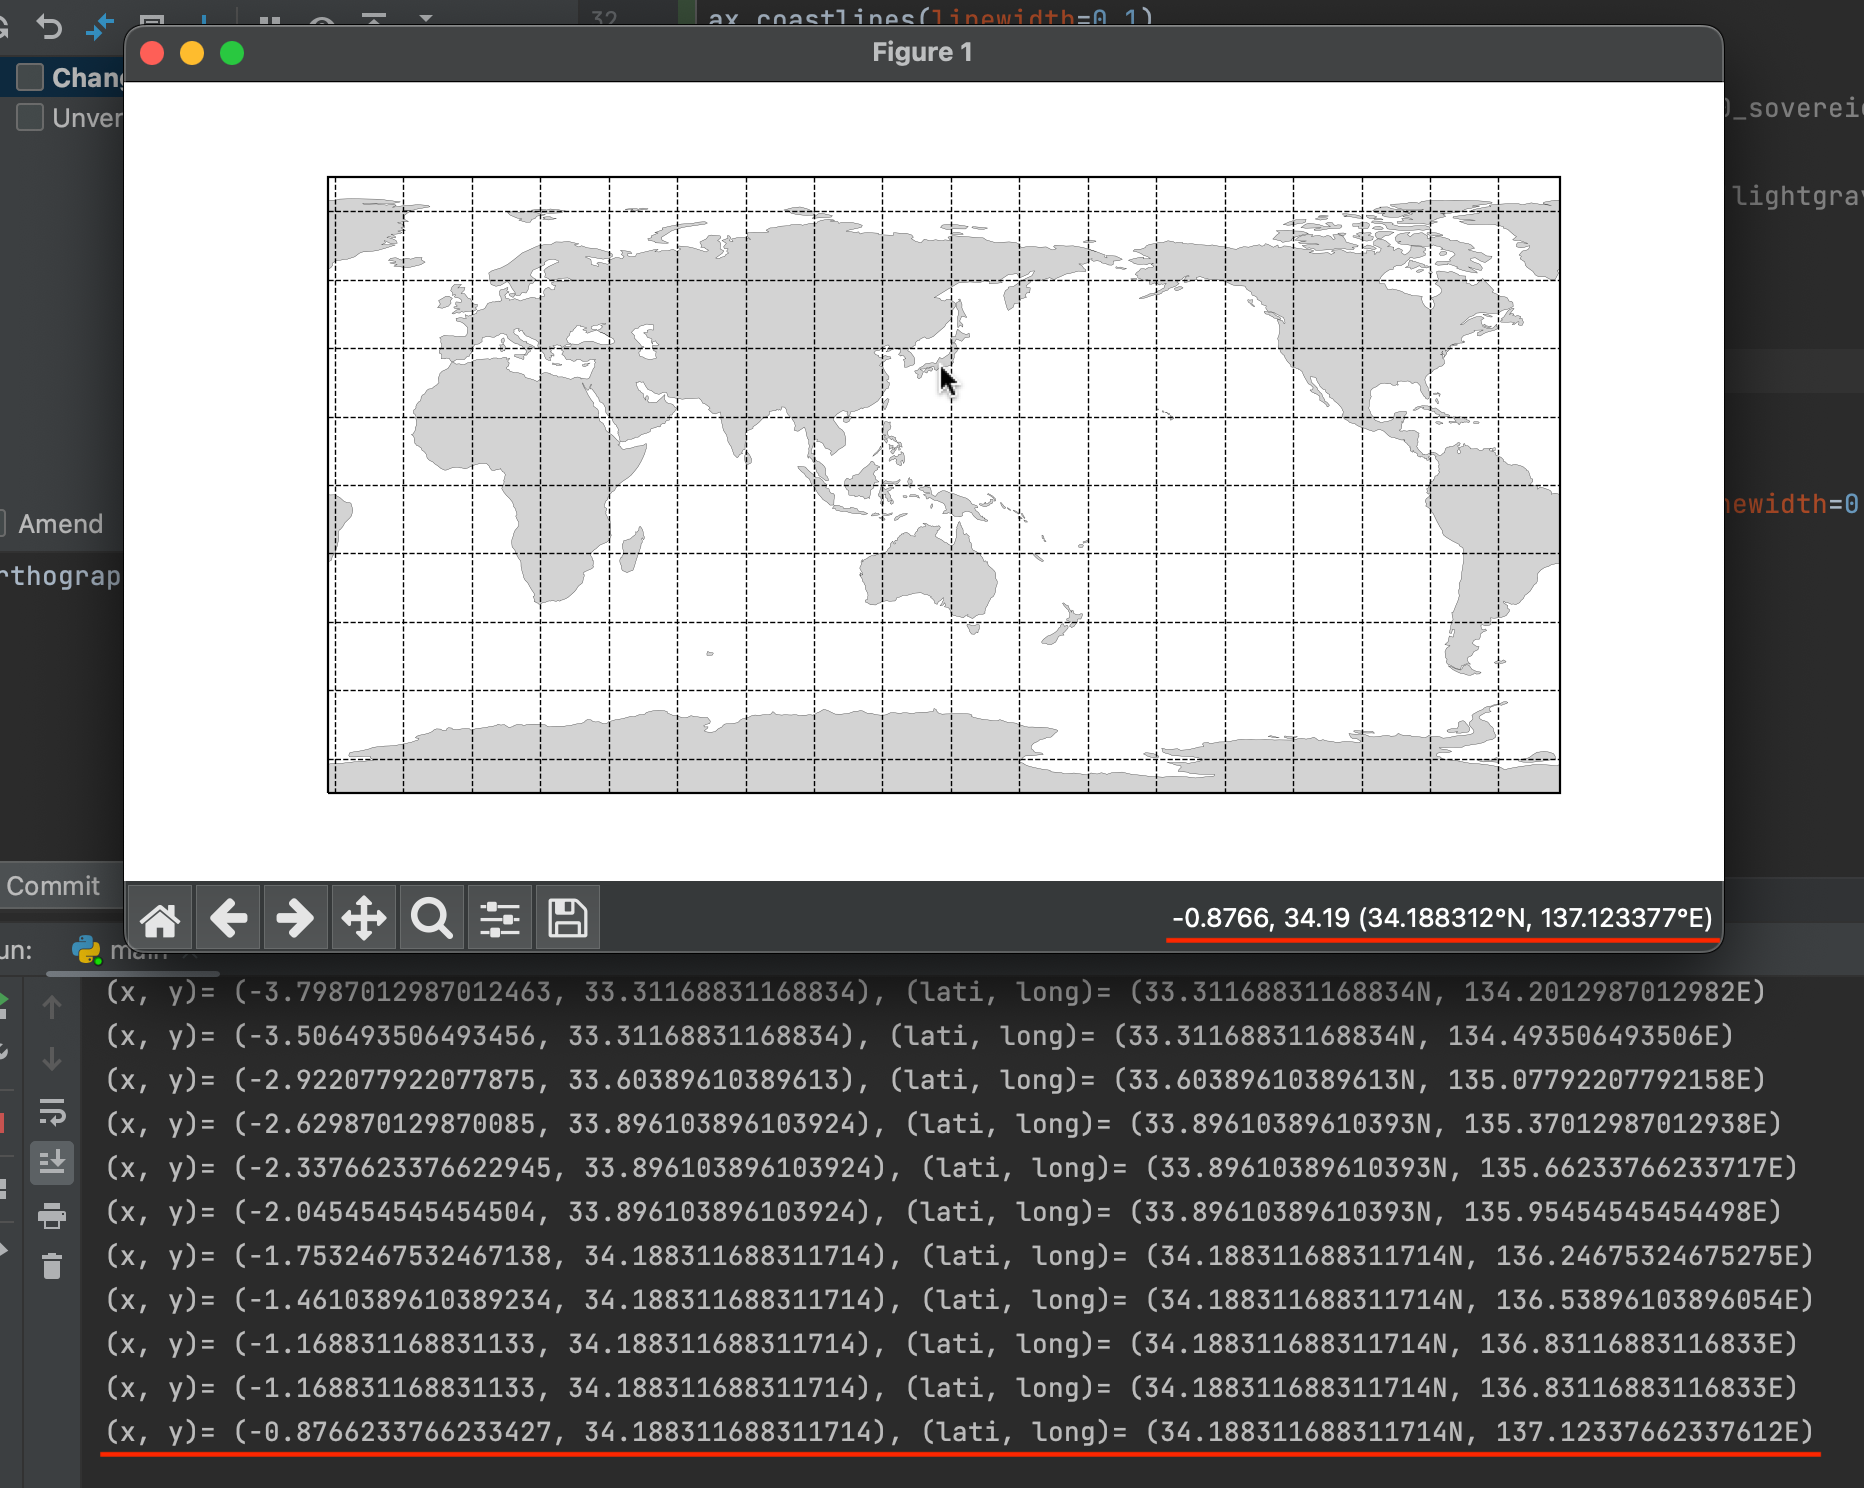 32
ax.coastlines(linewidth=0.1)
Figure 1
Chang
Unver
0_sovereig
lightgray
Amend
newidth=0
rthograp
Commit
-0.8766, 34.19 (34.188312°N, 137.123377°E)
un:
main
(x, y)= (-3.7987012987012463, 33.31168831168834), (lati, long)= (33.31168831168834N, 134.2012987012982E)
(x, y)= (-3.506493506493456, 33.31168831168834), (lati, long)= (33.31168831168834N, 134.493506493506E)
(x, y)= (-2.922077922077875, 33.60389610389613), (lati, long)= (33.60389610389613N, 135.07792207792158E)
(x, y)= (-2.629870129870085, 33.896103896103924), (lati, long)= (33.89610389610393N, 135.37012987012938E)
(x, y)= (-2.3376623376622945, 33.896103896103924), (lati, long)= (33.89610389610393N, 135.66233766233717E)
(x, y)= (-2.045454545454504, 33.896103896103924), (lati, long)= (33.89610389610393N, 135.95454545454498E)
(x, y)= (-1.7532467532467138, 34.188311688311714), (lati, long)= (34.188311688311714N, 136.24675324675275E)
(x, y)= (-1.4610389610389234, 34.188311688311714), (lati, long)= (34.188311688311714N, 136.53896103896054E)
(x, y)= (-1.168831168831133, 34.188311688311714), (lati, long)= (34.188311688311714N, 136.83116883116833E)
(x, y)= (-1.168831168831133, 34.188311688311714), (lati, long)= (34.188311688311714N, 136.83116883116833E)
(x, y)= (-0.8766233766233427, 34.188311688311714), (lati, long)= (34.188311688311714N, 137.12337662337612E)